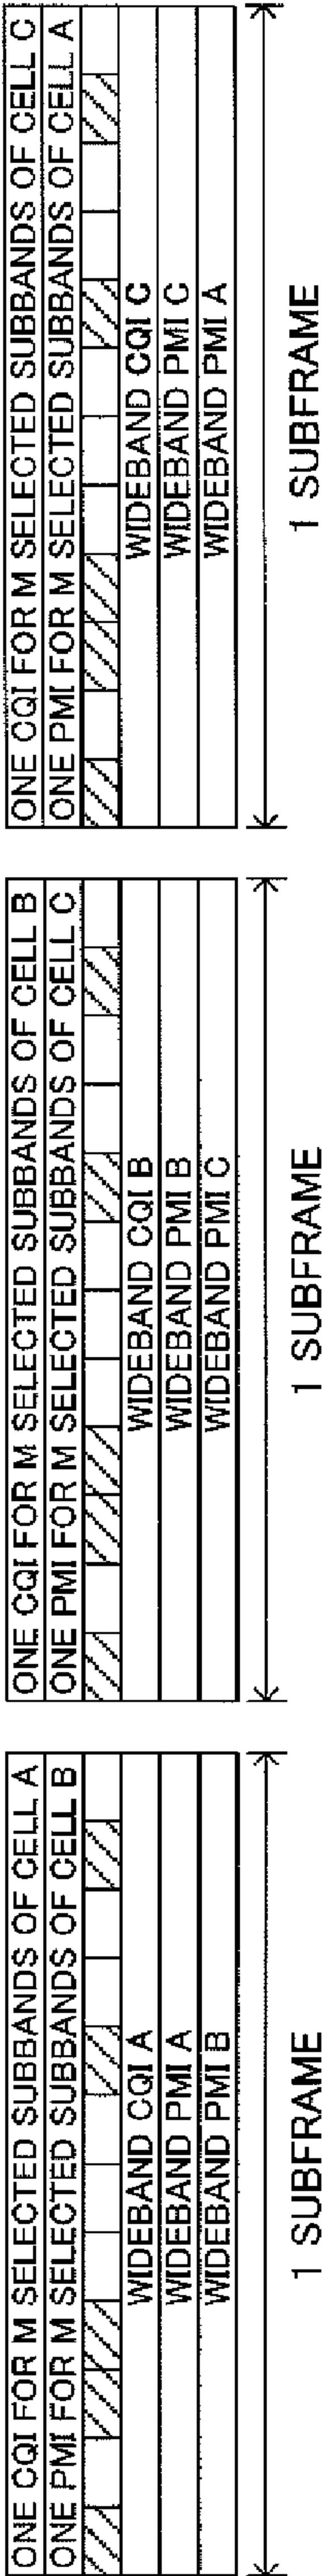 ONE CQI FOR M SELECTED SUBBANDS OF CELL A
ONE PMI FOR M SELECTED SUBBANDS OF CELL B
WIDEBAND CQI A
WIDEBAND PMI A
WIDEBAND PMI B
1 SUBFRAME
ONE CQI FOR M SELECTED SUBBANDS OF CELL B
ONE PMI FOR M SELECTED SUBBANDS OF CELL C
WIDEBAND CQI B
WIDEBAND PMI B
WIDEBAND PMI C
1 SUBFRAME
ONE CQI FOR M SELECTED SUBBANDS OF CELL C
ONE PMI FOR M SELECTED SUBBANDS OF CELL A
WIDEBAND CQI C
WIDEBAND PMI C
WIDEBAND PMI A
1 SUBFRAME